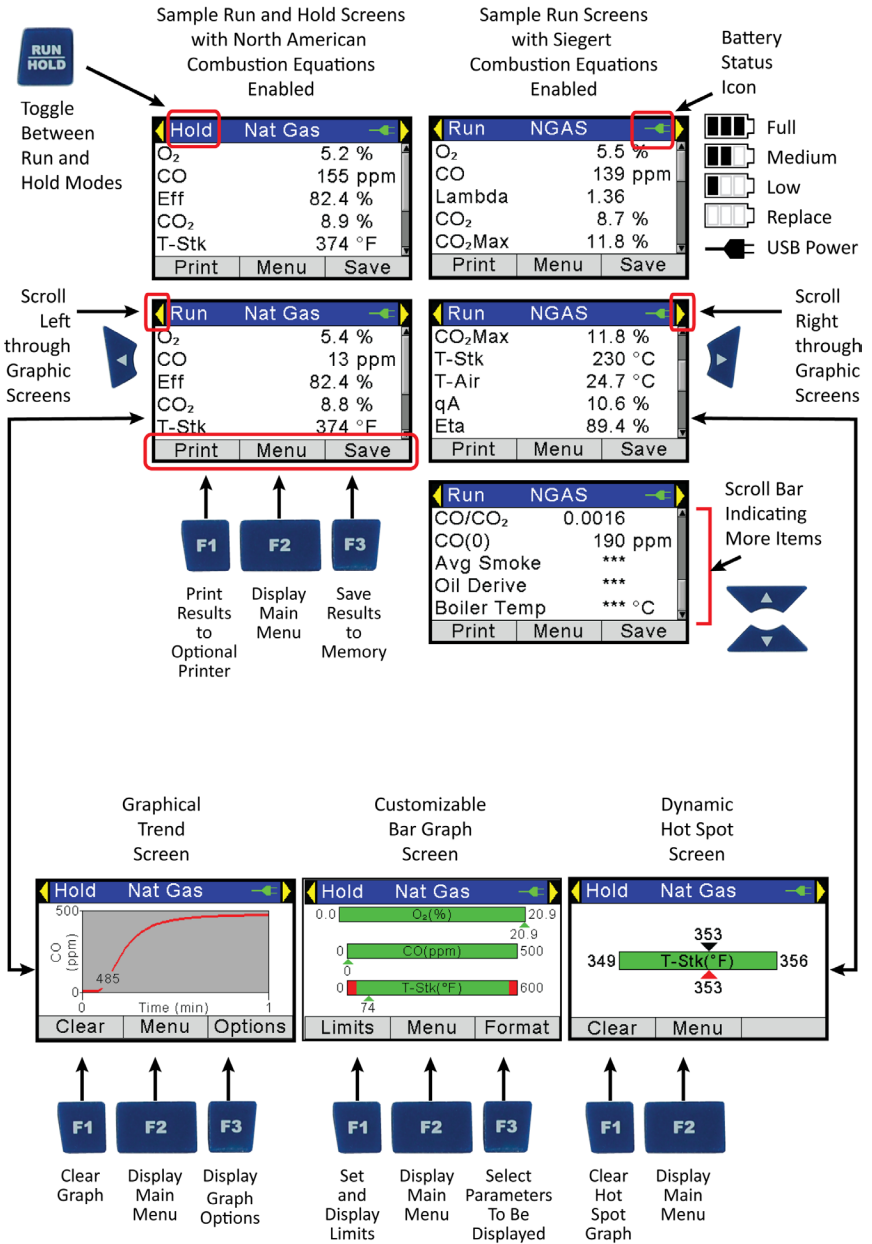 Sample Run and Hold Screens
with North American
Combustion Equations
Enabled
Sample Run Screens
with Siegert
Combustion Equations
Enabled
Battery
Status
Icon
RUN
HOLD
Toggle
Between
Run and
Hold Modes
Hold Nat Gas
O₂ 5.2 %
CO 155 ppm
Eff 82.4 %
CO₂ 8.9 %
T-Stk 374 °F
Print Menu Save
Run NGAS
O₂ 5.5 %
CO 139 ppm
Lambda 1.36
CO₂ 8.7 %
CO₂Max 11.8 %
Print Menu Save
Full
Medium
Low
Replace
USB Power
Scroll
Left
through
Graphic
Screens
Run Nat Gas
O₂ 5.4 %
CO 13 ppm
Eff 82.4 %
CO₂ 8.8 %
T-Stk 374 °F
Print Menu Save
Run NGAS
CO₂Max 11.8 %
T-Stk 230 °C
T-Air 24.7 °C
qA 10.6 %
Eta 89.4 %
Print Menu Save
Scroll
Right
through
Graphic
Screens
F1 F2 F3
Print
Results
to
Optional
Printer
Display
Main
Menu
Save
Results
to
Memory
Run NGAS
CO/CO₂ 0.0016
CO(0) 190 ppm
Avg Smoke ***
Oil Derive ***
Boiler Temp *** °C
Print Menu Save
Scroll Bar
Indicating
More Items
Graphical
Trend
Screen
Customizable
Bar Graph
Screen
Dynamic
Hot Spot
Screen
Hold Nat Gas
500
CO
(ppm)
485
0
0 Time (min) 1
Clear Menu Options
Hold Nat Gas
0.0 O₂(%) 20.9
20.9
0 CO(ppm) 500
0
0 T-Stk(°F) 600
74
Limits Menu Format
Hold Nat Gas
353
349 T-Stk(°F) 356
353
Clear Menu
F1 F2 F3
Clear
Graph
Display
Main
Menu
Display
Graph
Options
F1 F2 F3
Set
and
Display
Limits
Display
Main
Menu
Select
Parameters
To Be
Displayed
F1 F2
Clear
Hot
Spot
Graph
Display
Main
Menu